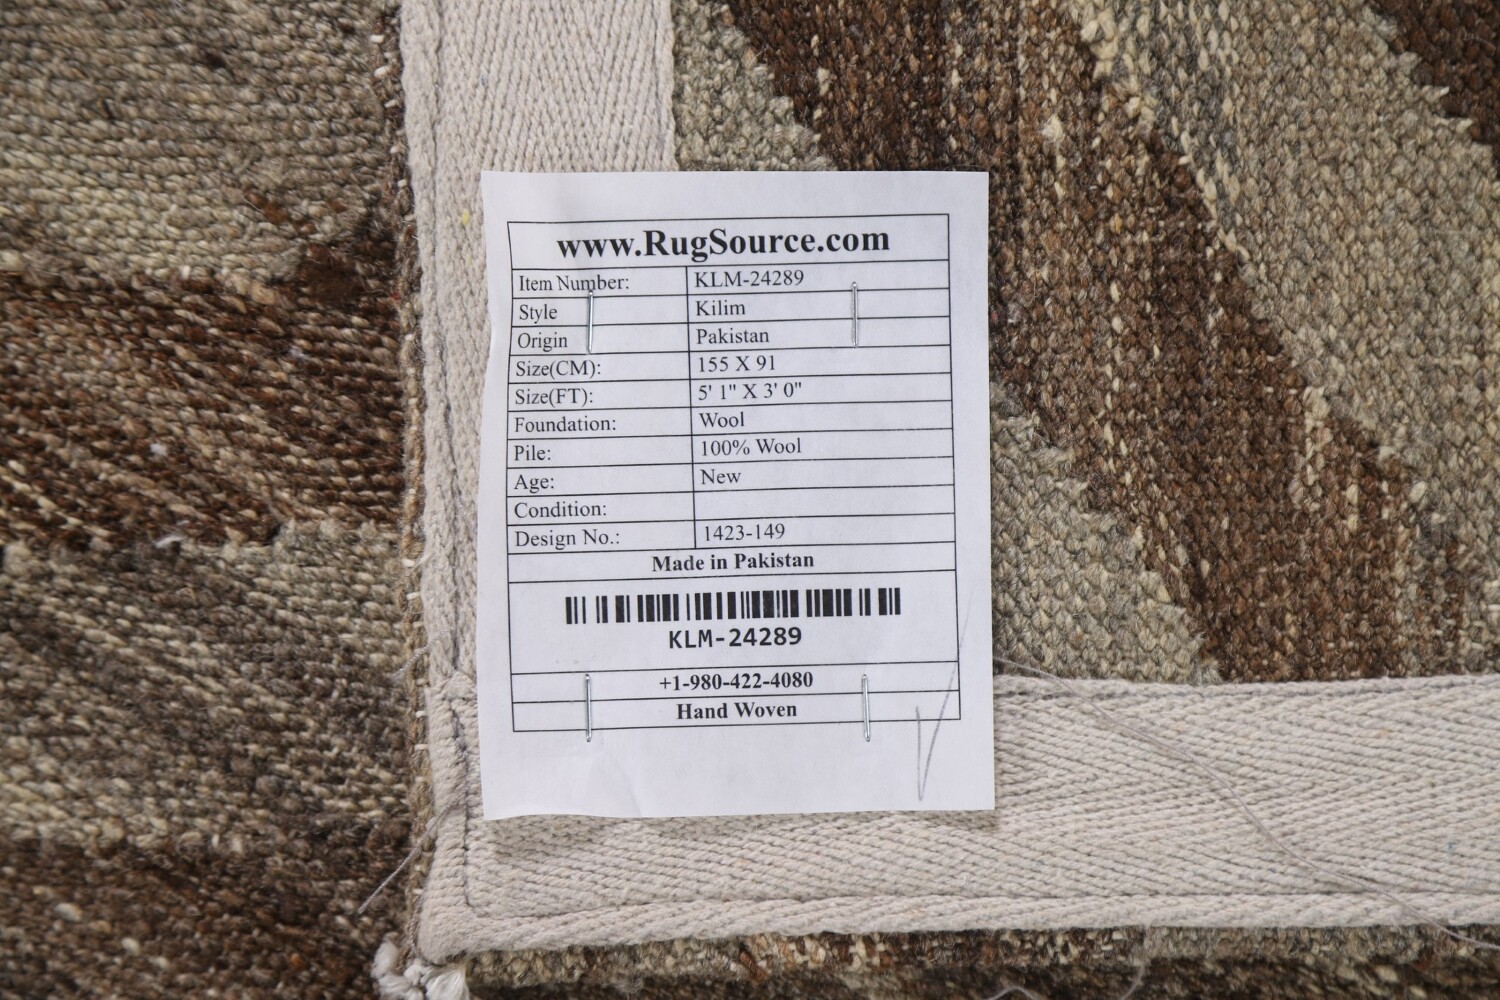 www.RugSource.com
Item Number: KLM-24289
Style Kilim
Origin Pakistan
Size(CM): 155 X 91
Size(FT): 5' 1" X 3' 0"
Foundation: Wool
Pile: 100% Wool
Age: New
Condition:
Design No.: 1423-149
Made in Pakistan
KLM-24289
+1-980-422-4080
Hand Woven